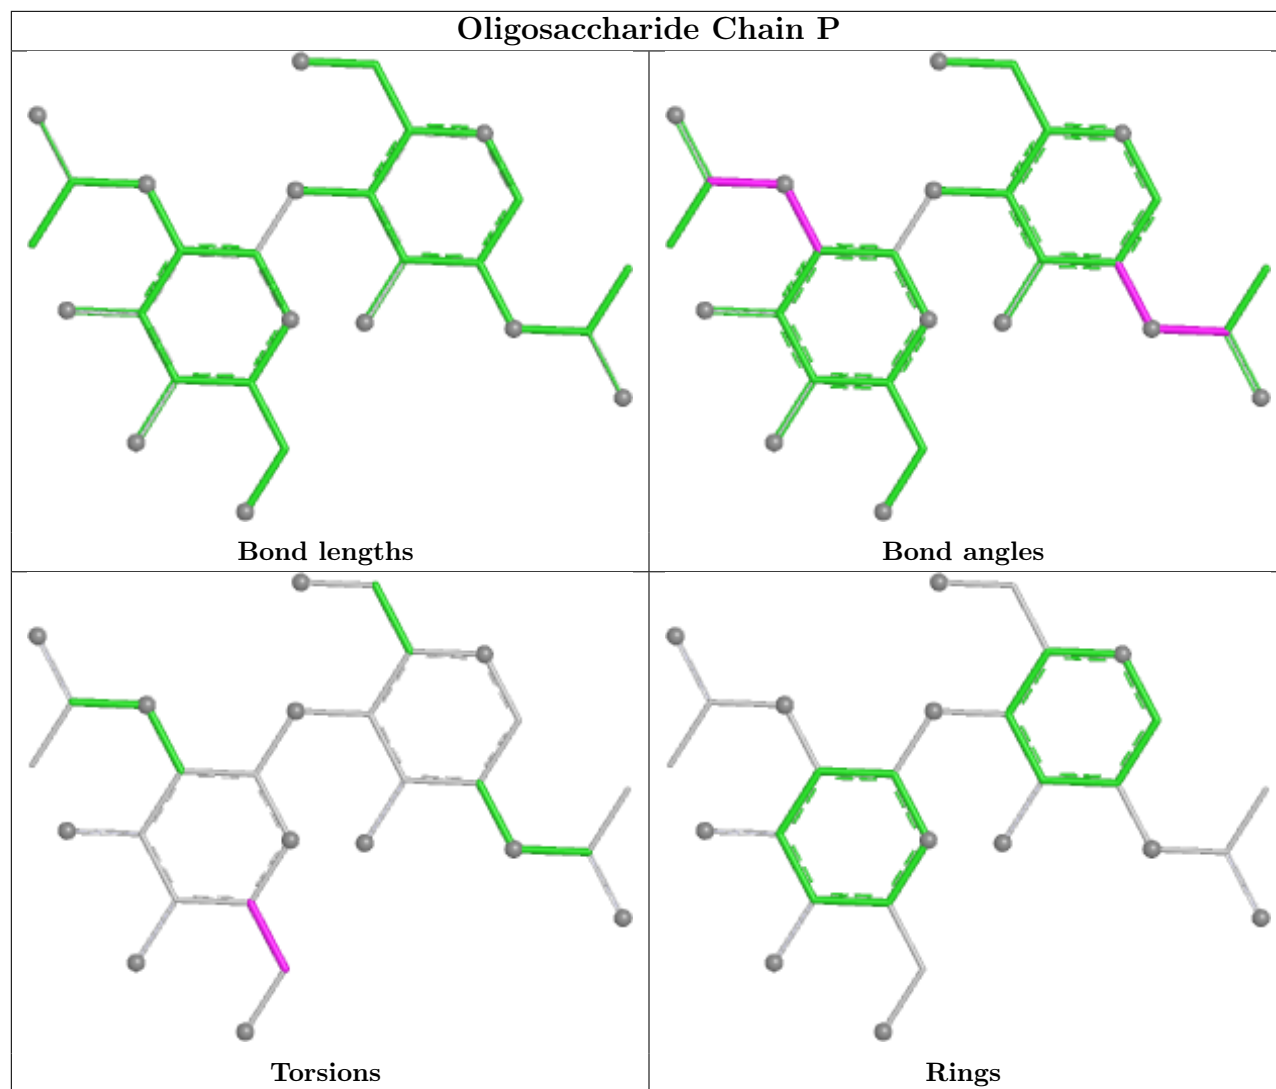 Oligosaccharide Chain P
Bond lengths
Bond angles
Torsions
Rings